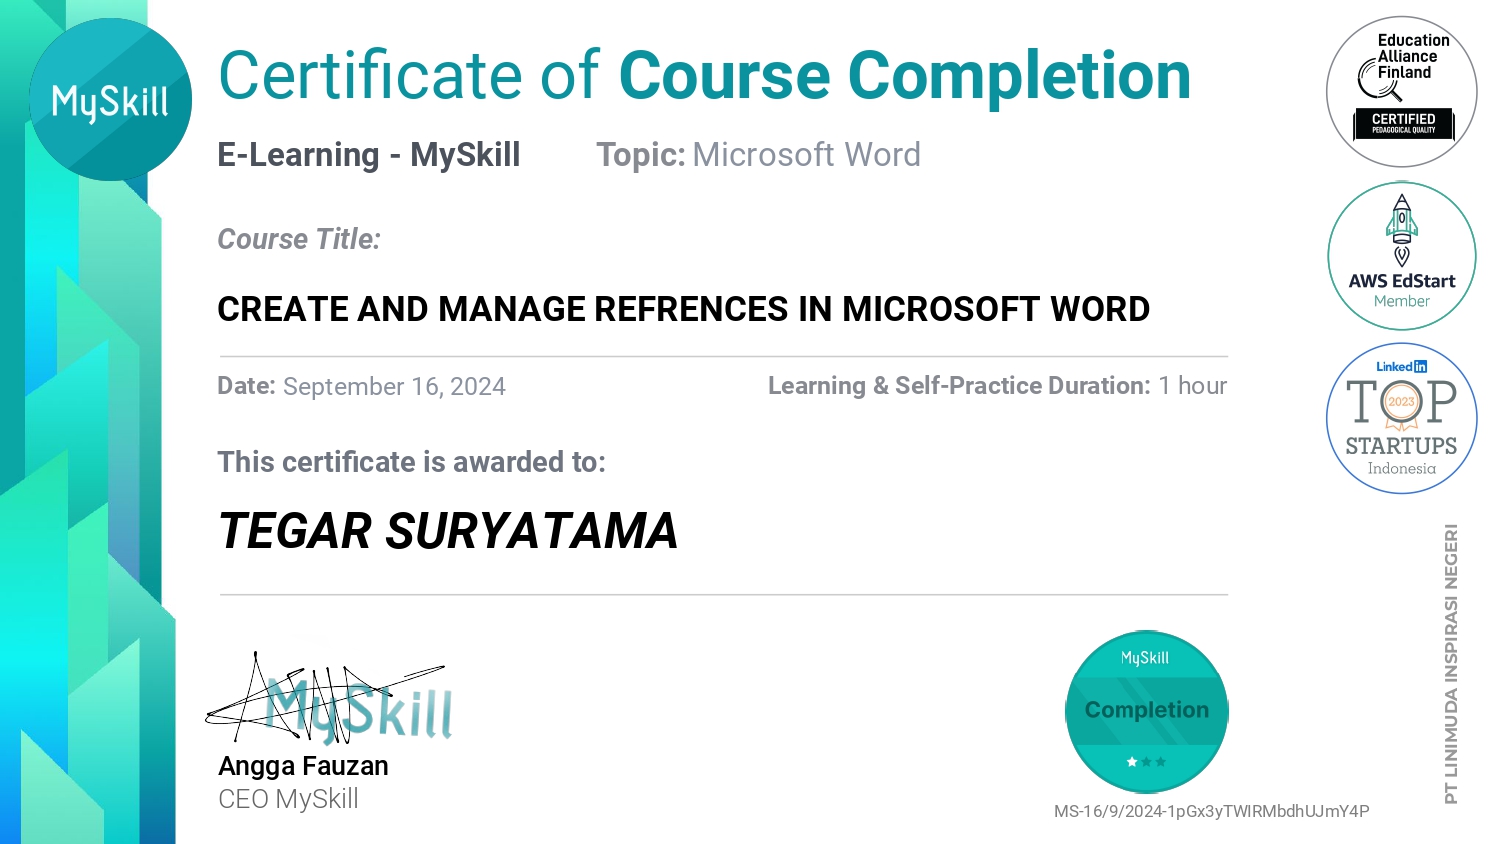 MySkill
Certificate of Course Completion
E-Learning - MySkill
Topic: Microsoft Word
Course Title:
CREATE AND MANAGE REFRENCES IN MICROSOFT WORD
Date: September 16, 2024
Learning & Self-Practice Duration: 1 hour
This certificate is awarded to:
TEGAR SURYATAMA
MySkill
Angga Fauzan
CEO MySkill
MySkill
Completion
MS-16/9/2024-1pGx3yTWlRMbdhUJmY4P
Education
Alliance
Finland
CERTIFIED
PEDAGOGICAL QUALITY
AWS EdStart
Member
Linked in
TOP
2023
STARTUPS
Indonesia
PT LINIMUDA INSPIRASI NEGERI